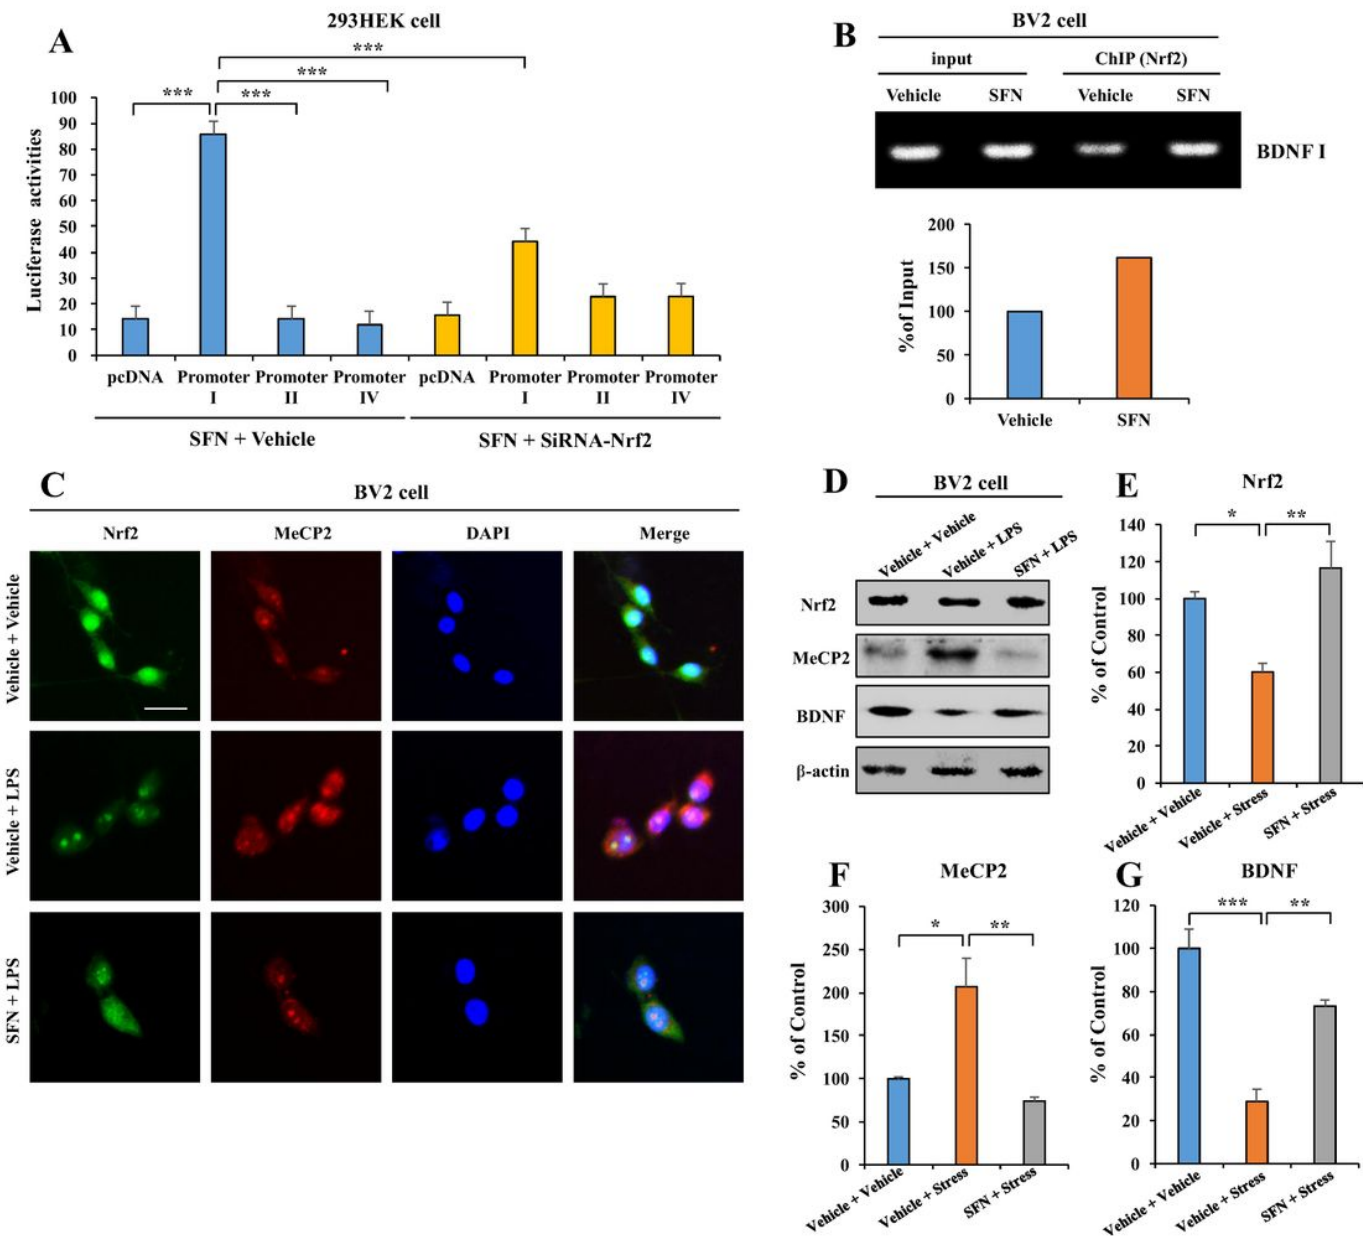 A
293HEK cell
***
***
***
***
Luciferase activities
100
90
80
70
60
50
40
30
20
10
0
pcDNA Promoter Promoter Promoter pcDNA Promoter Promoter Promoter
I II IV I II IV
SFN + Vehicle SFN + SiRNA-Nrf2
B
BV2 cell
input ChIP (Nrf2)
Vehicle SFN Vehicle SFN
BDNF I
%of Input
200
150
100
50
0
Vehicle SFN
C
BV2 cell
Nrf2 MeCP2 DAPI Merge
Vehicle + Vehicle
Vehicle + LPS
SFN + LPS
D
BV2 cell
Vehicle + Vehicle
Vehicle + LPS
SFN + LPS
Nrf2
MeCP2
BDNF
β-actin
E
Nrf2
* **
% of Control
140
120
100
80
60
40
20
0
Vehicle + Vehicle
Vehicle + Stress
SFN + Stress
F
MeCP2
* **
% of Control
300
250
200
150
100
50
0
Vehicle + Vehicle
Vehicle + Stress
SFN + Stress
G
BDNF
*** **
% of Control
120
100
80
60
40
20
0
Vehicle + Vehicle
Vehicle + Stress
SFN + Stress